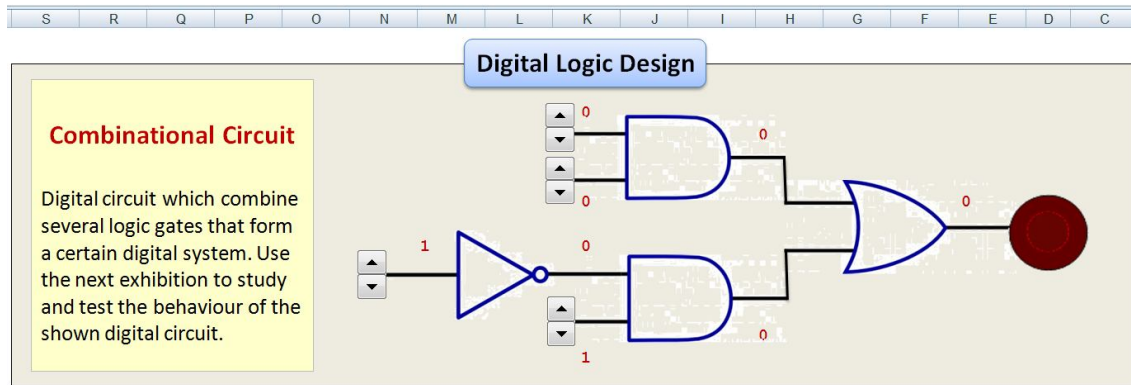 S R Q P O N M L K J I H G F E D C
Digital Logic Design
Combinational Circuit
Digital circuit which combine
several logic gates that form
a certain digital system. Use
the next exhibition to study
and test the behaviour of the
shown digital circuit.
0
0
0
0
1
0
1
0